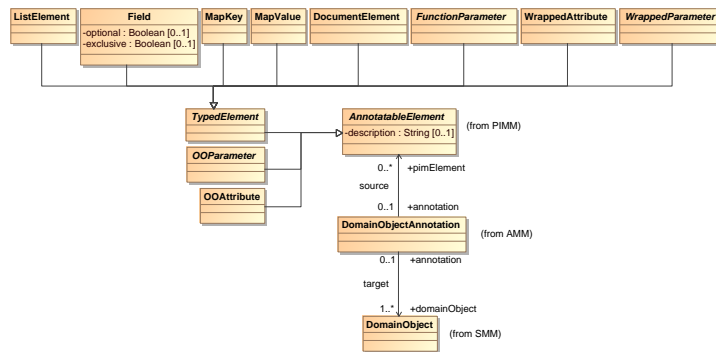 ListElement
Field
-optional : Boolean [0..1]
-exclusive : Boolean [0..1]
MapKey
MapValue
DocumentElement
FunctionParameter
WrappedAttribute
WrappedParameter
TypedElement
AnnotatableElement
-description : String [0..1]
(from PIMM)
OOParameter
OOAttribute
0..* +pimElement
source
0..1 +annotation
DomainObjectAnnotation
(from AMM)
0..1 +annotation
target
1..* +domainObject
DomainObject
(from SMM)